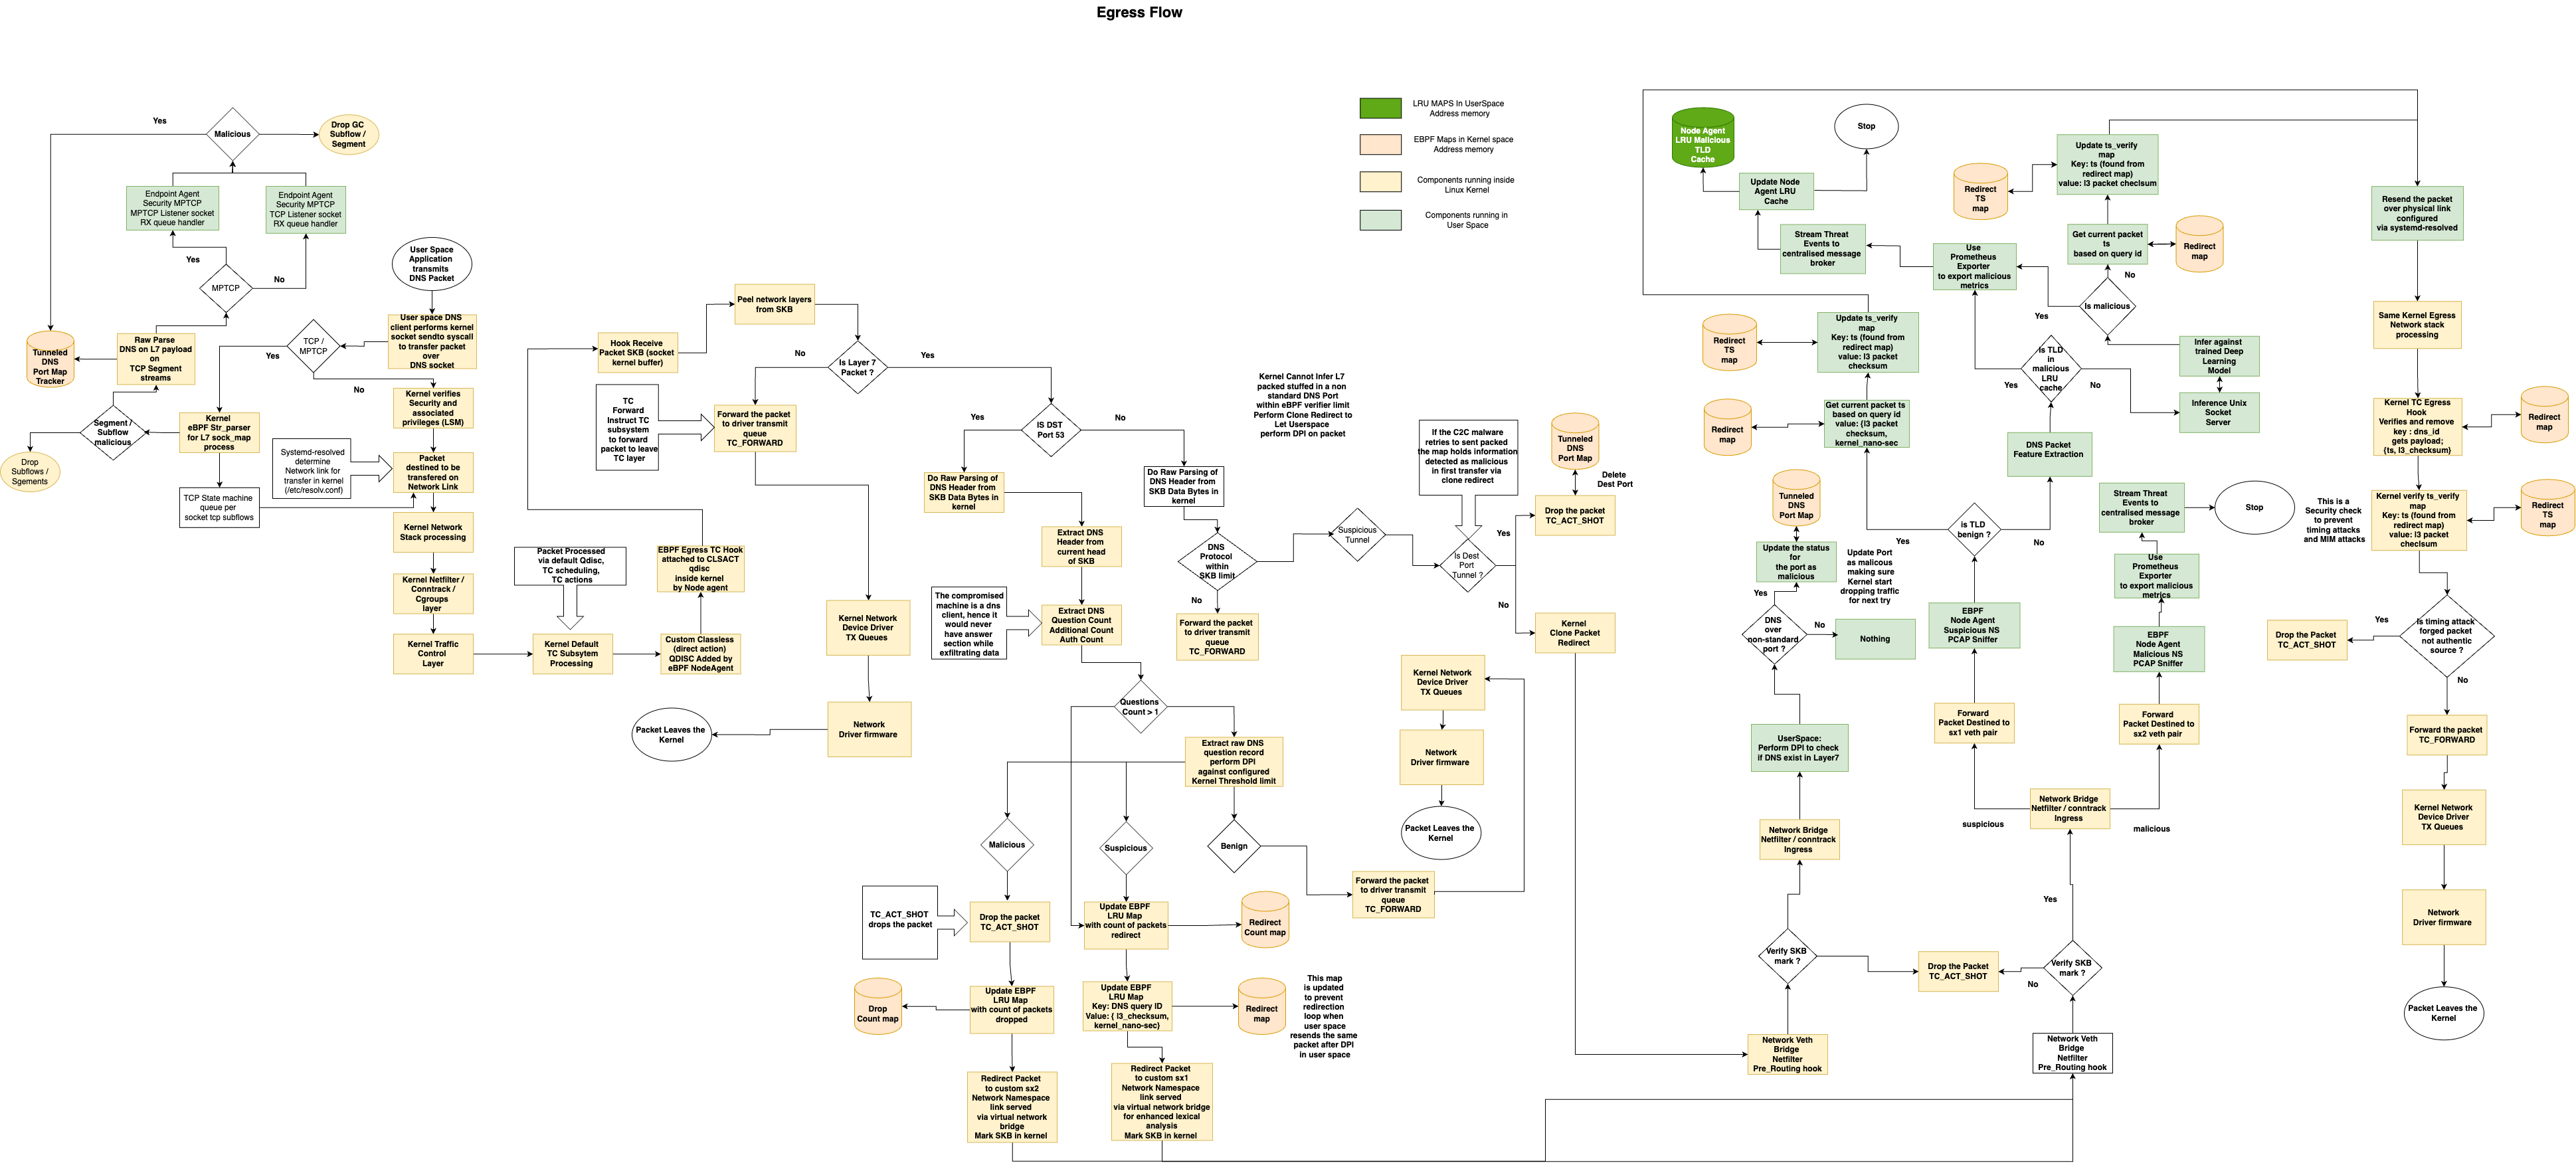 Egress Flow
LRU MAPS In UserSpace
Address memory
EBPF Maps in Kernel space
Address memory
Components running inside
Linux Kernel
Components running in
User Space
Yes
Malicious
Drop GC
Subflow /
Segment
Endpoint Agent
Security MPTCP
MPTCP Listener socket
RX queue handler
Endpoint Agent
Security MPTCP
TCP Listener socket
RX queue handler
Yes
MPTCP
No
Tunneled
DNS
Port Map
Tracker
Raw Parse
DNS on L7 payload
on
TCP Segment
streams
Segment /
Subflow
malicious
Drop
Subflows /
Sgements
Kernel
eBPF Str_parser
for L7 sock_map
process
TCP State machine
queue per
socket tcp subflows
Yes
TCP /
MPTCP
No
User Space
Application
transmits
DNS Packet
User space DNS
client performs kernel
socket sendto syscall
to transfer packet
over
DNS socket
Kernel verifies
Security and
associated
privileges (LSM)
Systemd-resolved
determine
Network link for
transfer in kernel
(/etc/resolv.conf)
Packet
destined to be
transfered on
Network Link
Kernel Network
Stack processing
Kernel Netfilter /
Conntrack /
Cgroups
layer
Kernel Traffic
Control
Layer
Packet Processed
via default Qdisc,
TC scheduling,
TC actions
Kernel Default
TC Subsytem
Processing
Custom Classless
(direct action)
QDISC Added by
eBPF NodeAgent
EBPF Egress TC Hook
attached to CLSACT
qdisc
inside kernel
by Node agent
Hook Receive
Packet SKB (socket
kernel buffer)
Peel network layers
from SKB
No
Is Layer 7
Packet ?
Yes
TC
Forward
Instruct TC
subsystem
to forward
packet to leave
TC layer
Forward the packet
to driver transmit
queue
TC_FORWARD
Kernel Network
Device Driver
TX Queues
Network
Driver firmware
Packet Leaves the
Kernel
Yes
IS DST
Port 53
No
Do Raw Parsing of
DNS Header from
SKB Data Bytes in
kernel
Extract DNS
Header from
current head
of SKB
The compromised
machine is a dns
client, hence it
would never
have answer
section while
exfiltrating data
Extract DNS
Question Count
Additional Count
Auth Count
Questions
Count > 1
Extract raw DNS
question record
perform DPI
against configured
Kernel Threshold limit
Malicious
Suspicious
Benign
TC_ACT_SHOT
drops the packet
Drop the packet
TC_ACT_SHOT
Drop
Count map
Update EBPF
LRU Map
with count of packets
dropped
Redirect Packet
to custom sx2
Network Namespace
link served
via virtual network
bridge
Mark SKB in kernel
Update EBPF
LRU Map
with count of packets
redirect
Redirect
Count map
Update EBPF
LRU Map
Key: DNS query ID
Value: { l3_checksum,
kernel_nano-sec}
Redirect
map
This map
is updated
to prevent
redirection
loop when
user space
resends the same
packet after DPI
in user space
Redirect Packet
to custom sx1
Network Namespace
link served
via virtual network bridge
for enhanced lexical
analysis
Mark SKB in kernel
Forward the packet
to driver transmit
queue
TC_FORWARD
Kernel Network
Device Driver
TX Queues
Network
Driver firmware
Packet Leaves the
Kernel
Kernel Cannot Infer L7
packed stuffed in a non
standard DNS Port
within eBPF verifier limit
Perform Clone Redirect to
Let Userspace
perform DPI on packet
Do Raw Parsing of
DNS Header from
SKB Data Bytes in
kernel
DNS
Protocol
within
SKB limit
No
Forward the packet
to driver transmit
queue
TC_FORWARD
Suspicious
Tunnel
If the C2C malware
retries to sent packed
the map holds information
detected as malicious
in first transfer via
clone redirect
Is Dest
Port
Tunnel ?
Yes
No
Tunneled
DNS
Port Map
Delete
Dest Port
Drop the packet
TC_ACT_SHOT
Kernel
Clone Packet
Redirect
Network Veth
Bridge
Netfilter
Pre_Routing hook
Verify SKB
mark ?
Network Bridge
Netfilter / conntrack
Ingress
UserSpace:
Perform DPI to check
if DNS exist in Layer7
DNS
over
non-standard
port ?
Yes
No
Nothing
Update the status
for
the port as
malicious
Tunneled
DNS
Port Map
Update Port
as malicous
making sure
Kernel start
dropping traffic
for next try
Drop the Packet
TC_ACT_SHOT
No
Verify SKB
mark ?
Network Veth
Bridge
Netfilter
Pre_Routing hook
Yes
Network Bridge
Netfilter / conntrack
Ingress
suspicious
malicious
Forward
Packet Destined to
sx1 veth pair
Forward
Packet Destined to
sx2 veth pair
EBPF
Node Agent
Suspicious NS
PCAP Sniffer
EBPF
Node Agent
Malicious NS
PCAP Sniffer
Use
Prometheus
Exporter
to export malicious
metrics
Stream Threat
Events to
centralised message
broker
Stop
Yes
is TLD
benign ?
No
DNS Packet
Feature Extraction
Get current packet ts
based on query id
value: {l3 packet
checksum,
kernel_nano-sec
Redirect
map
Update ts_verify
map
Key: ts (found from
redirect map)
value: l3 packet
checksum
Redirect
TS
map
Yes
is TLD
in
malicious
LRU
cache
No
Inference Unix
Socket
Server
Infer against
trained Deep
Learning
Model
Is malicious
Yes
No
Use
Prometheus
Exporter
to export malicious
metrics
Stream Threat
Events to
centralised message
broker
Update Node
Agent LRU
Cache
Node Agent
LRU Malicious
TLD
Cache
Stop
Get current packet
ts
based on query id
Redirect
map
Update ts_verify
map
Key: ts (found from
redirect map)
value: l3 packet checlsum
Redirect
TS
map
Resend the packet
over physical link
configured
via systemd-resolved
Same Kernel Egress
Network stack
processing
Kernel TC Egress
Hook
Verifies and remove
key : dns_id
gets payload;
{ts, l3_checksum}
Redirect
map
This is a
Security check
to prevent
timing attacks
and MIM attacks
Kernel verify ts_verify
map
Key: ts (found from
redirect map)
value: l3 packet
checlsum
Redirect
TS
map
Yes
Is timing attack
forged packet
not authentic
source ?
Drop the Packet
TC_ACT_SHOT
No
Forward the packet
TC_FORWARD
Kernel Network
Device Driver
TX Queues
Network
Driver firmware
Packet Leaves the
Kernel